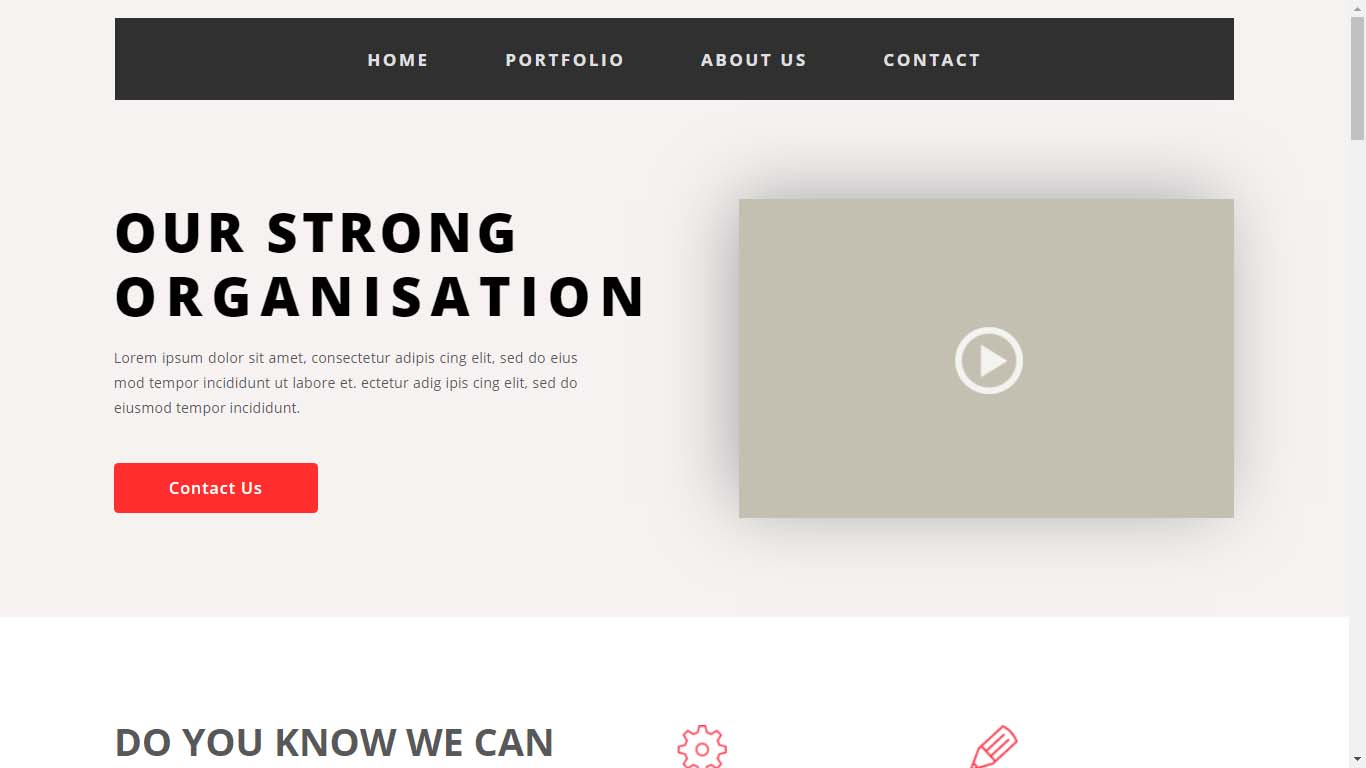 HOME PORTFOLIO ABOUT US CONTACT
OUR STRONG
ORGANISATION
Lorem ipsum dolor sit amet, consectetur adipis cing elit, sed do eius
mod tempor incididunt ut labore et. ectetur adig ipis cing elit, sed do
eiusmod tempor incididunt.
Contact Us
DO YOU KNOW WE CAN